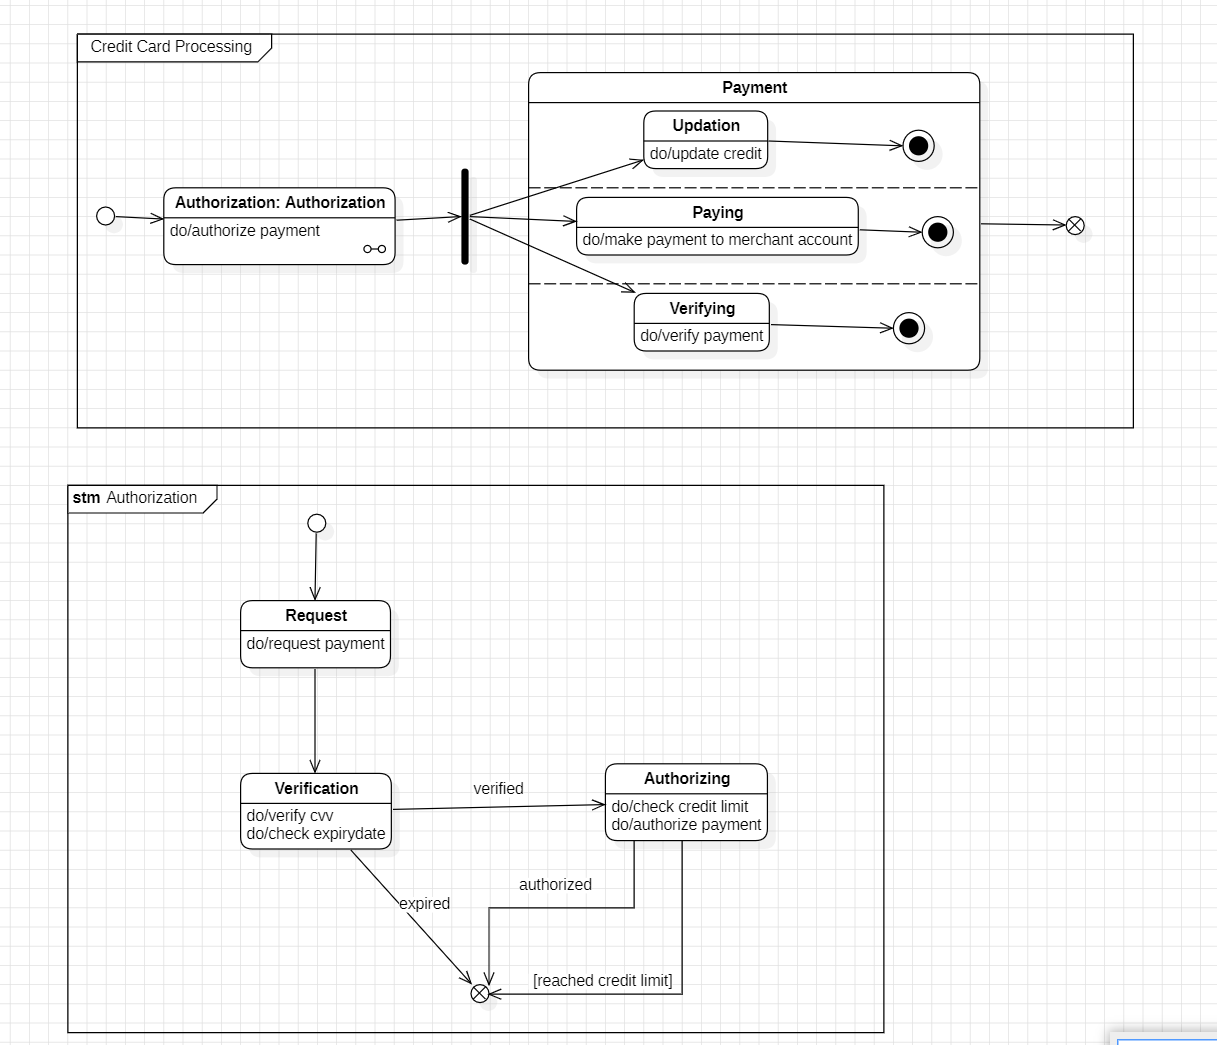 Credit Card Processing
Payment
Updation
do/update credit
Authorization: Authorization
do/authorize payment
Paying
do/make payment to merchant account
Verifying
do/verify payment
stm Authorization
Request
do/request payment
Verification
do/verify cvv
do/check expirydate
verified
Authorizing
do/check credit limit
do/authorize payment
authorized
expired
[reached credit limit]